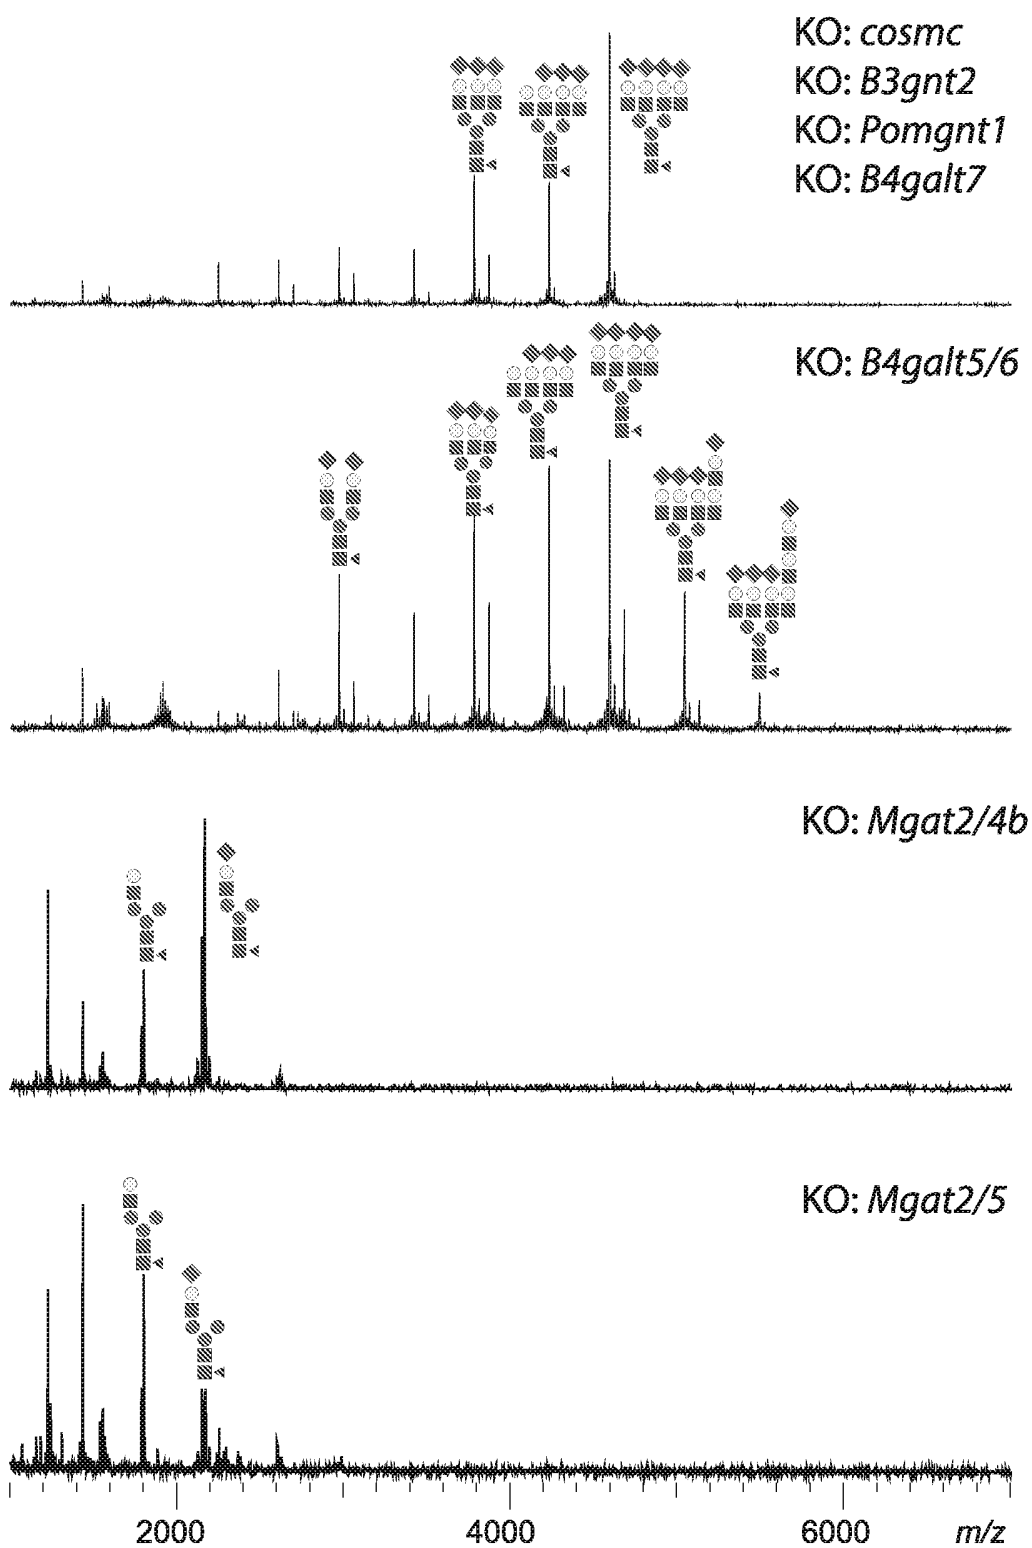 KO: cosmc
KO: B3gnt2
KO: Pomgnt1
KO: B4galt7
KO: B4galt5/6
KO: Mgat2/4b
KO: Mgat2/5
2000 4000 6000 m/z